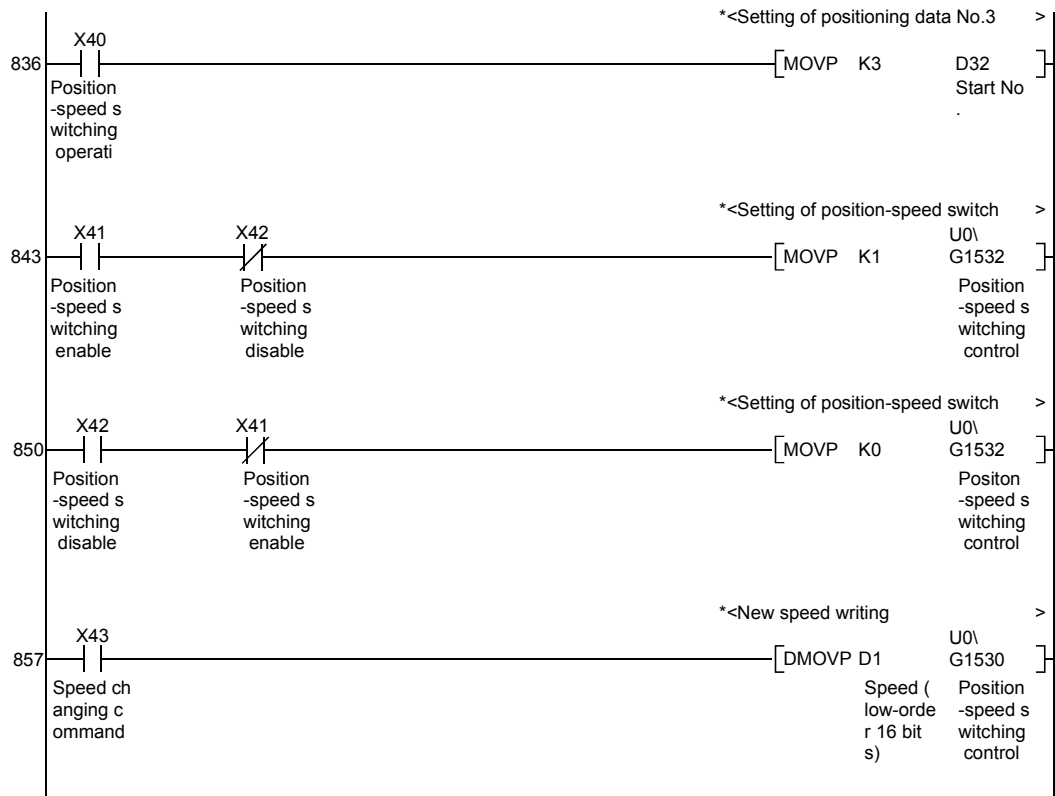 *<Setting of positioning data No.3 >
X40
836 [MOVP K3 D32 ]
Position
-speed s
witching
operati
Start No
.
*<Setting of position-speed switch >
X41 X42 U0\
843 [MOVP K1 G1532 ]
Position
-speed s
witching
enable
Position
-speed s
witching
disable
Position
-speed s
witching
control
*<Setting of position-speed switch >
X42 X41 U0\
850 [MOVP K0 G1532 ]
Position
-speed s
witching
disable
Position
-speed s
witching
enable
Positon
-speed s
witching
control
*<New speed writing >
X43 U0\
857 [DMOVP D1 G1530 ]
Speed ch
anging c
ommand
Speed (
low-orde
r 16 bit
s)
Position
-speed s
witching
control